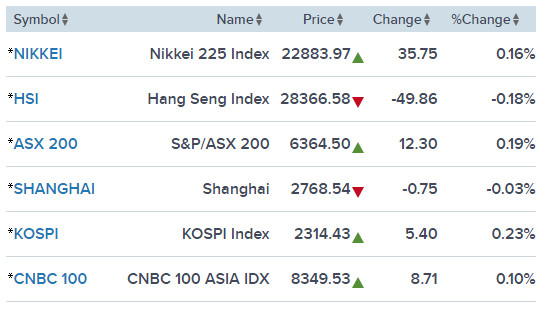 Symbol Name Price Change %Change
*NIKKEI Nikkei 225 Index 22883.97 35.75 0.16%
*HSI Hang Seng Index 28366.58 -49.86 -0.18%
*ASX 200 S&P/ASX 200 6364.50 12.30 0.19%
*SHANGHAI Shanghai 2768.54 -0.75 -0.03%
*KOSPI KOSPI Index 2314.43 5.40 0.23%
*CNBC 100 CNBC 100 ASIA IDX 8349.53 8.71 0.10%